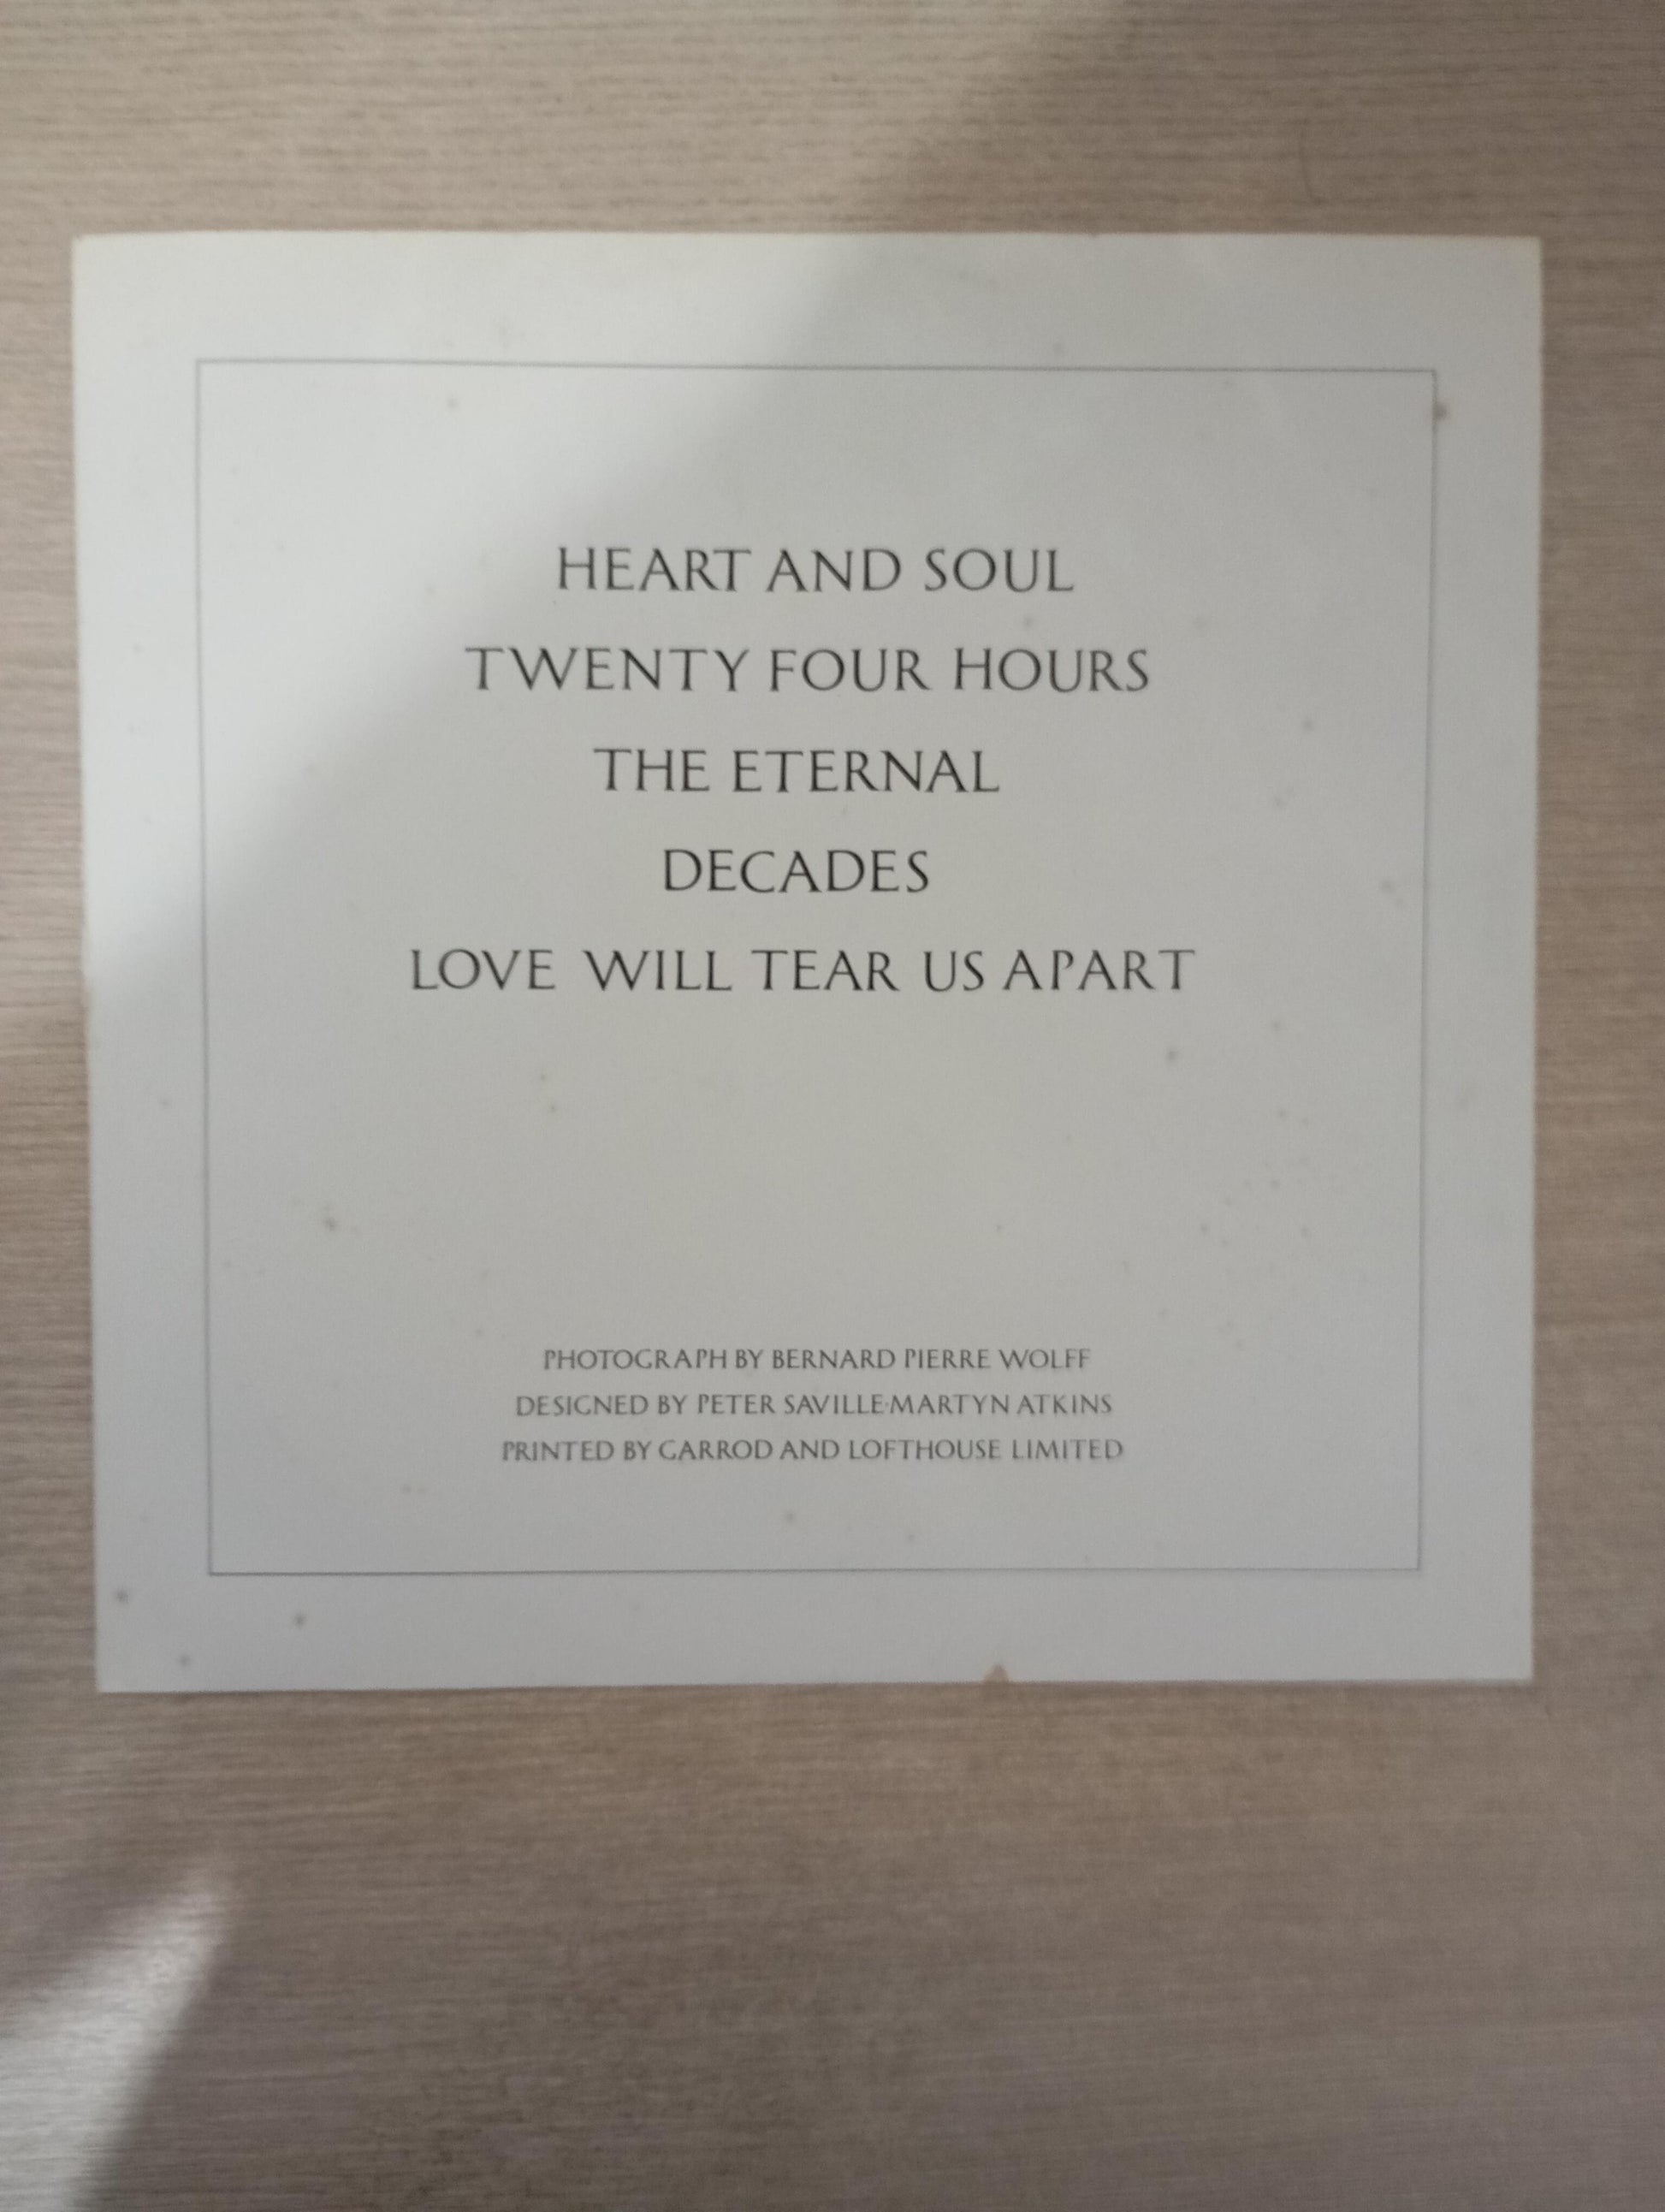 HEART AND SOUL
TWENTY FOUR HOURS
THE ETERNAL
DECADES
LOVE WILL TEAR US APART
PHOTOGRAPH BY BERNARD PIERRE WOLFF
DESIGNED BY PETER SAVILLE·MARTYN ATKINS
PRINTED BY GARROD AND LOFTHOUSE LIMITED